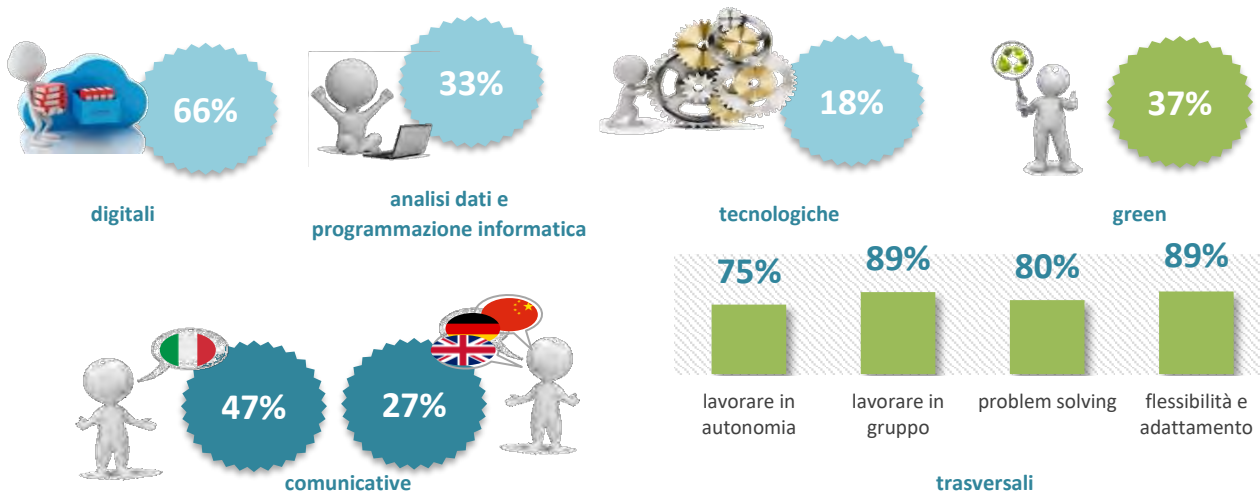 66%
33%
18%
37%
digitali
analisi dati e
programmazione informatica
tecnologiche
green
75%
89%
80%
89%
47%
27%
lavorare in
autonomia
lavorare in
gruppo
problem solving
flessibilità e
adattamento
comunicative
trasversali